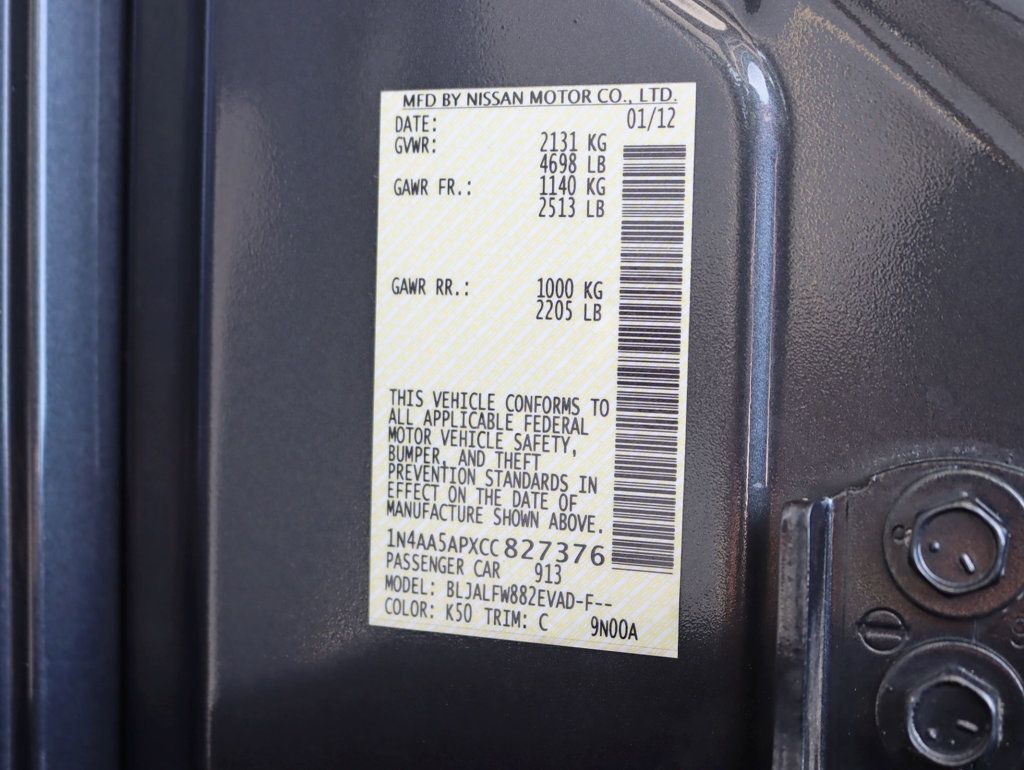 MFD BY NISSAN MOTOR CO., LTD.
DATE: 01/12
GVWR: 2131 KG
4698 LB
GAWR FR.: 1140 KG
2513 LB
GAWR RR.: 1000 KG
2205 LB
THIS VEHICLE CONFORMS TO
ALL APPLICABLE FEDERAL
MOTOR VEHICLE SAFETY,
BUMPER, AND THEFT
PREVENTION STANDARDS IN
EFFECT ON THE DATE OF
MANUFACTURE SHOWN ABOVE.
1N4AA5APXCC827376
PASSENGER CAR 913
MODEL: BLJALFW882EVAD-F--
COLOR: K50 TRIM: C 9N00A